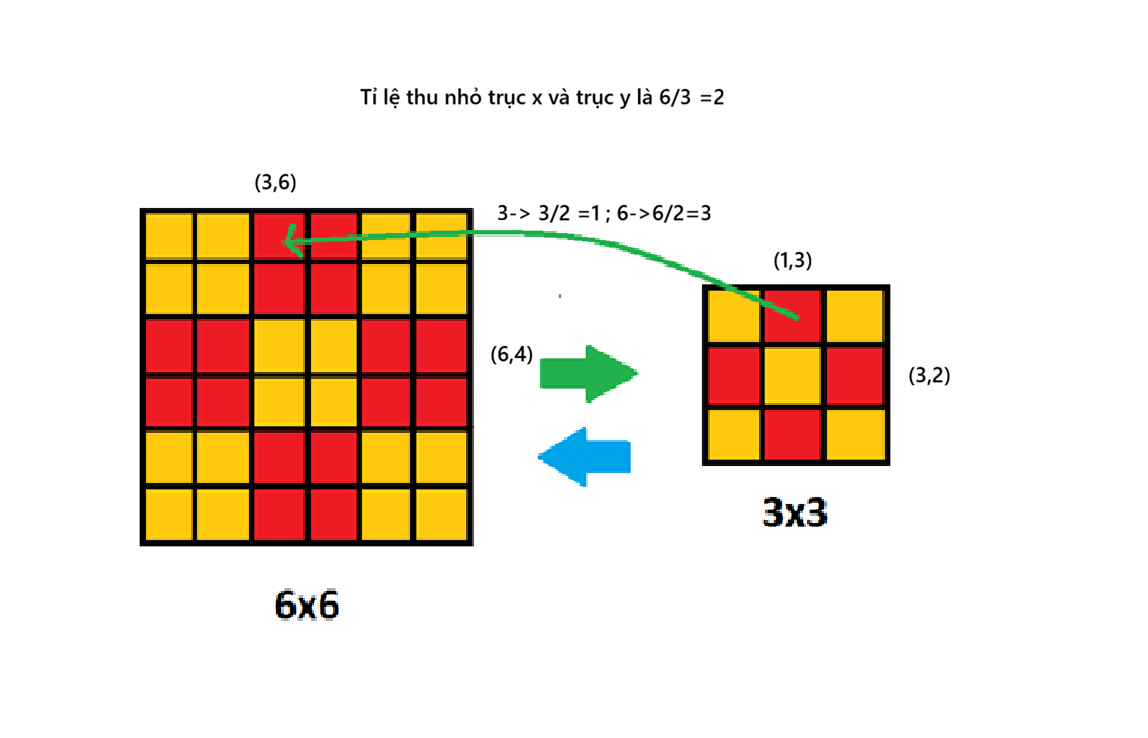 Tỉ lệ thu nhỏ trục x và trục y là 6/3 =2
(3,6)
3-> 3/2 =1 ; 6->6/2=3
(1,3)
(6,4)
(3,2)
3x3
6x6